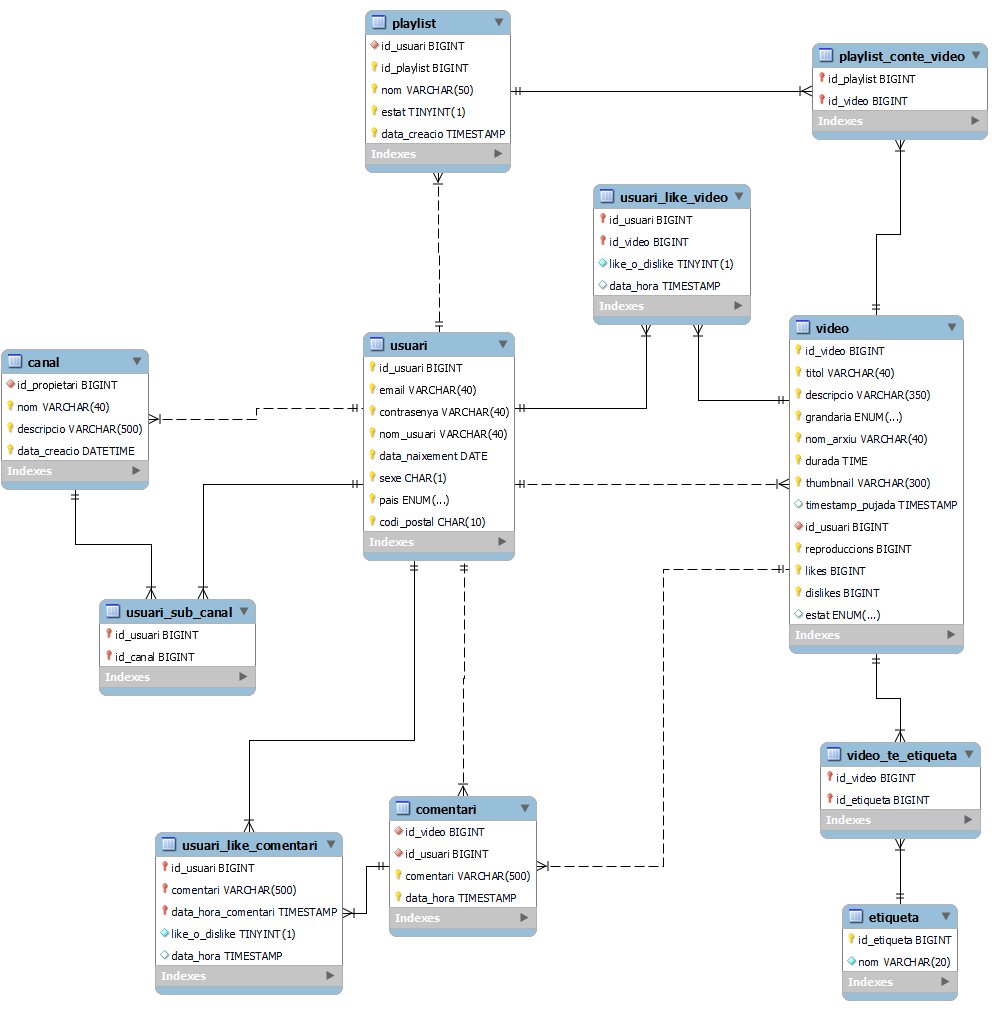 playlist
id_usuari BIGINT
id_playlist BIGINT
nom VARCHAR(50)
estat TINYINT(1)
data_creacio TIMESTAMP
Indexes
playlist_conte_video
id_playlist BIGINT
id_video BIGINT
Indexes
usuari_like_video
id_usuari BIGINT
id_video BIGINT
like_o_dislike TINYINT(1)
data_hora TIMESTAMP
Indexes
canal
id_propietari BIGINT
nom VARCHAR(40)
descripcio VARCHAR(500)
data_creacio DATETIME
Indexes
usuari
id_usuari BIGINT
email VARCHAR(40)
contrasenya VARCHAR(40)
nom_usuari VARCHAR(40)
data_naixement DATE
sexe CHAR(1)
pais ENUM(...)
codi_postal CHAR(10)
Indexes
video
id_video BIGINT
titol VARCHAR(40)
descripcio VARCHAR(350)
grandaria ENUM(...)
nom_arxiu VARCHAR(40)
durada TIME
thumbnail VARCHAR(300)
timestamp_pujada TIMESTAMP
id_usuari BIGINT
reproduccions BIGINT
likes BIGINT
dislikes BIGINT
estat ENUM(...)
Indexes
usuari_sub_canal
id_usuari BIGINT
id_canal BIGINT
Indexes
usuari_like_comentari
id_usuari BIGINT
comentari VARCHAR(500)
data_hora_comentari TIMESTAMP
like_o_dislike TINYINT(1)
data_hora TIMESTAMP
Indexes
comentari
id_video BIGINT
id_usuari BIGINT
comentari VARCHAR(500)
data_hora TIMESTAMP
Indexes
video_te_etiqueta
id_video BIGINT
id_etiqueta BIGINT
Indexes
etiqueta
id_etiqueta BIGINT
nom VARCHAR(20)
Indexes